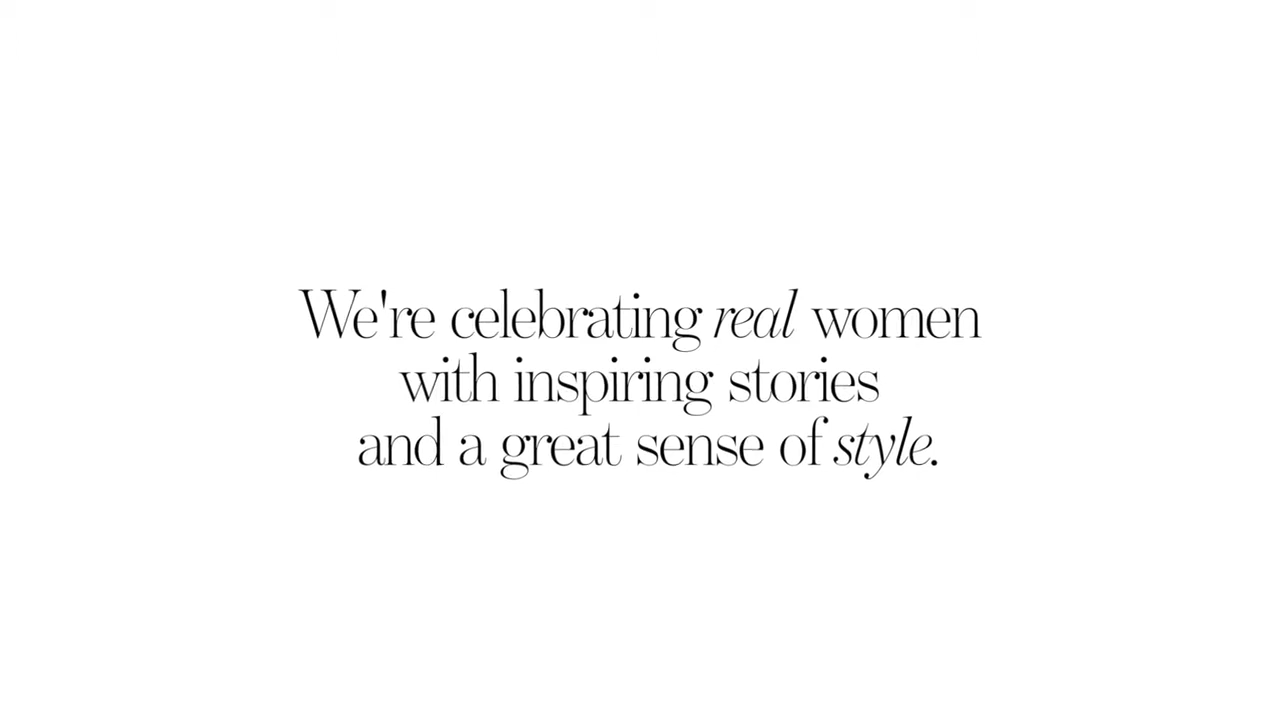 We're celebrating real women
with inspiring stories
and a great sense of style.